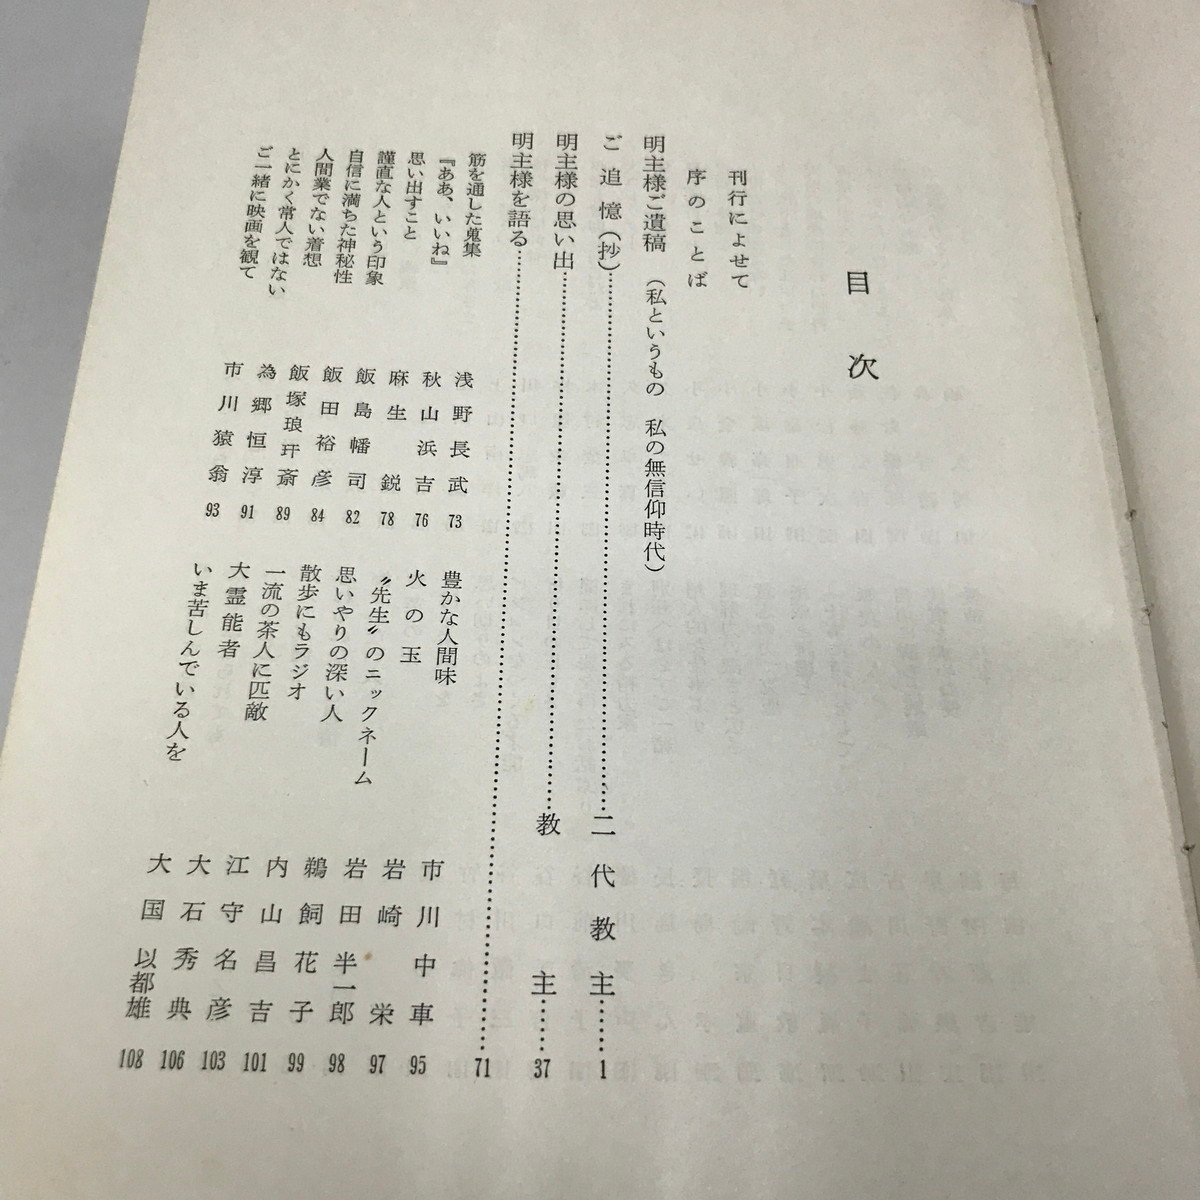 目次
刊行によせて
序のことば
明主様ご遺稿（私というもの　私の無信仰時代）
ご追憶（抄）……二代教主 1
明主様の思い出……教主 37
明主様を語る……71
筋を通した蒐集　浅野長武 73
『ああ、いいね』　秋山浜吉 76
思い出すこと　麻生鋭 78
謹直な人という印象　飯島幡司 82
自信に満ちた神秘性　飯田裕彦 84
人間業でない着想　飯塚琅玕斎 89
とにかく常人ではない　為郷恒淳 91
ご一緒に映画を観て　市川猿翁 93
豊かな人間味　市川中車 95
火の玉　岩崎栄 97
〝先生〟のニックネーム　岩田半一郎 98
思いやりの深い人　鵜飼花子 99
散歩にもラジオ　内山昌吉 101
一流の茶人に匹敵　江守名彦 103
大霊能者　大石秀典 106
いま苦しんでいる人を　大国以都雄 108